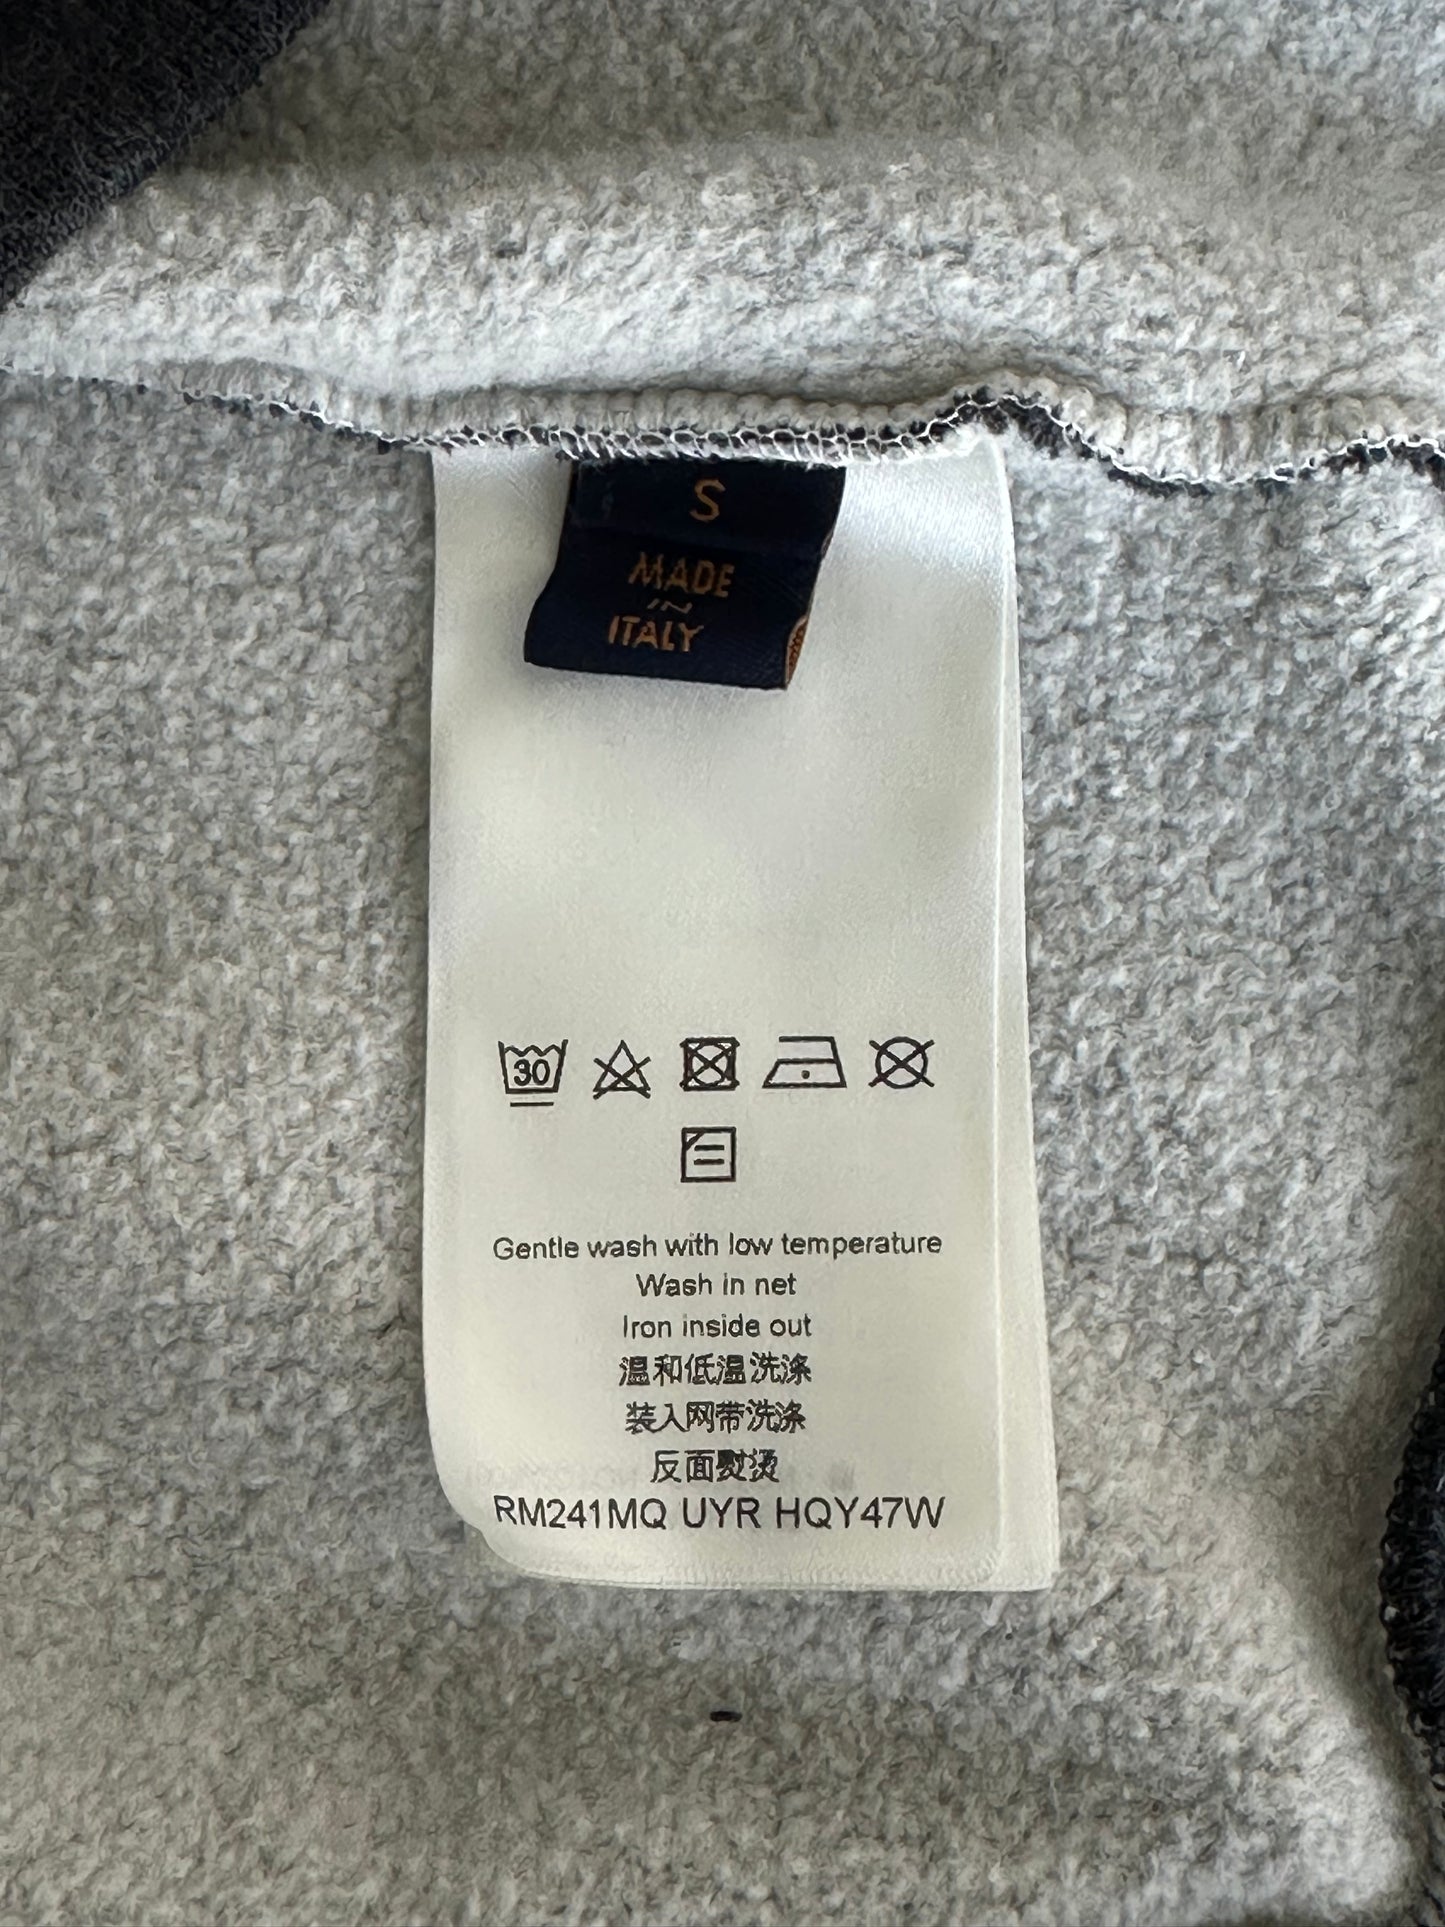 S
MADE
IN
ITALY
30
Gentle wash with low temperature
Wash in net
Iron inside out
温和低温洗涤
装入网带洗涤
反面熨烫
RM241MQ UYR HQY47W